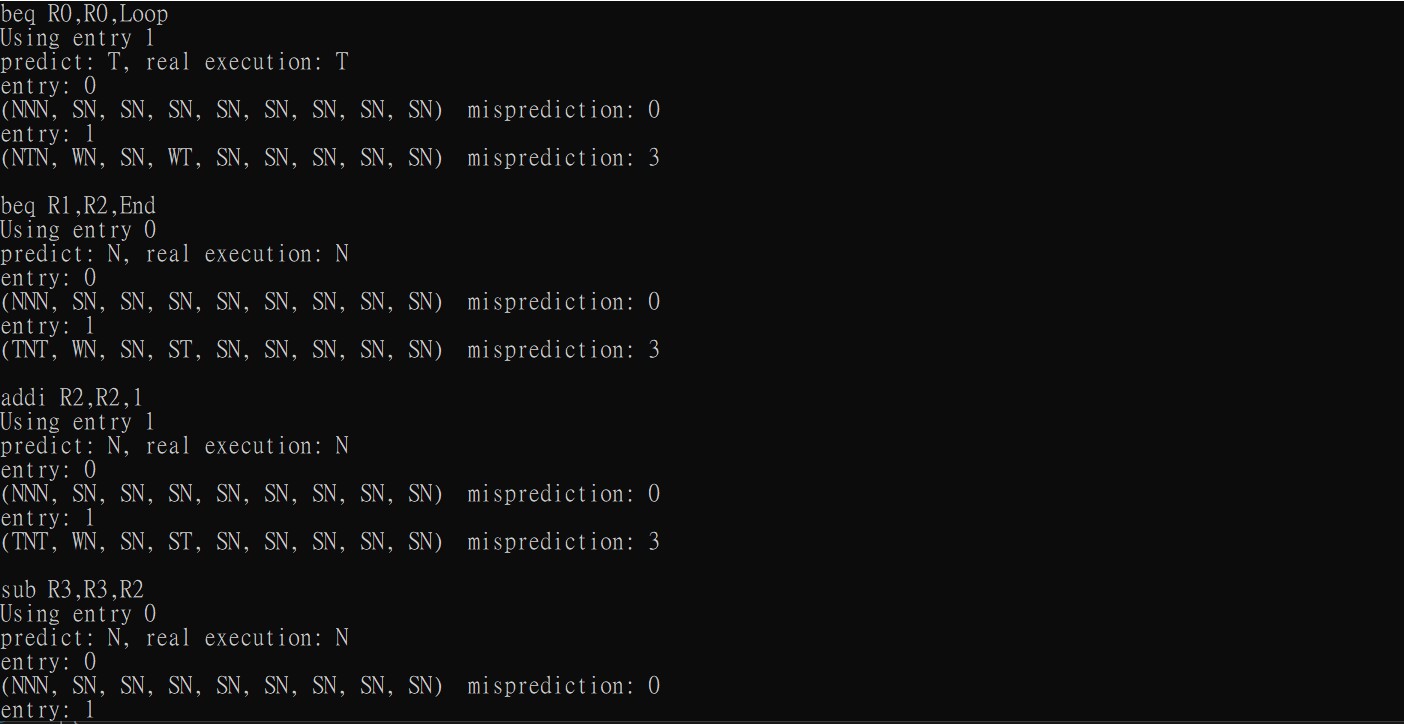 beq R0,R0,Loop
Using entry 1
predict: T, real execution: T
entry: 0
(NNN, SN, SN, SN, SN, SN, SN, SN, SN)  misprediction: 0
entry: 1
(NTN, WN, SN, WT, SN, SN, SN, SN, SN)  misprediction: 3

beq R1,R2,End
Using entry 0
predict: N, real execution: N
entry: 0
(NNN, SN, SN, SN, SN, SN, SN, SN, SN)  misprediction: 0
entry: 1
(TNT, WN, SN, ST, SN, SN, SN, SN, SN)  misprediction: 3

addi R2,R2,1
Using entry 1
predict: N, real execution: N
entry: 0
(NNN, SN, SN, SN, SN, SN, SN, SN, SN)  misprediction: 0
entry: 1
(TNT, WN, SN, ST, SN, SN, SN, SN, SN)  misprediction: 3

sub R3,R3,R2
Using entry 0
predict: N, real execution: N
entry: 0
(NNN, SN, SN, SN, SN, SN, SN, SN, SN)  misprediction: 0
entry: 1